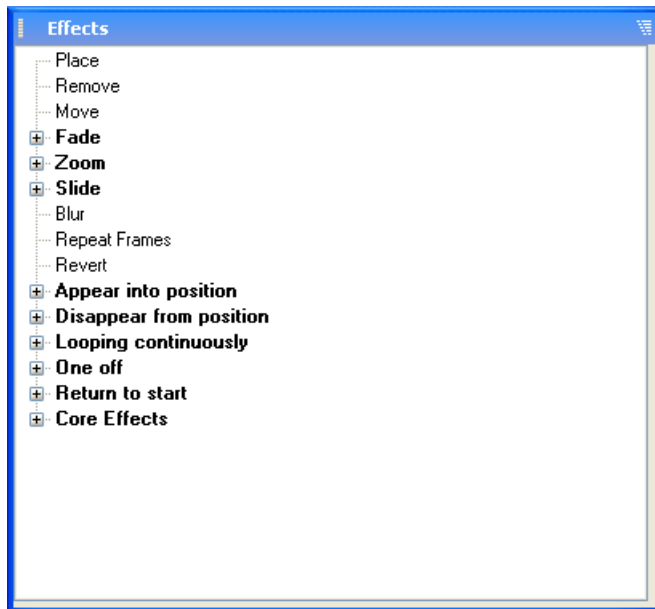 Effects
Place
Remove
Move
Fade
Zoom
Slide
Blur
Repeat Frames
Revert
Appear into position
Disappear from position
Looping continuously
One off
Return to start
Core Effects